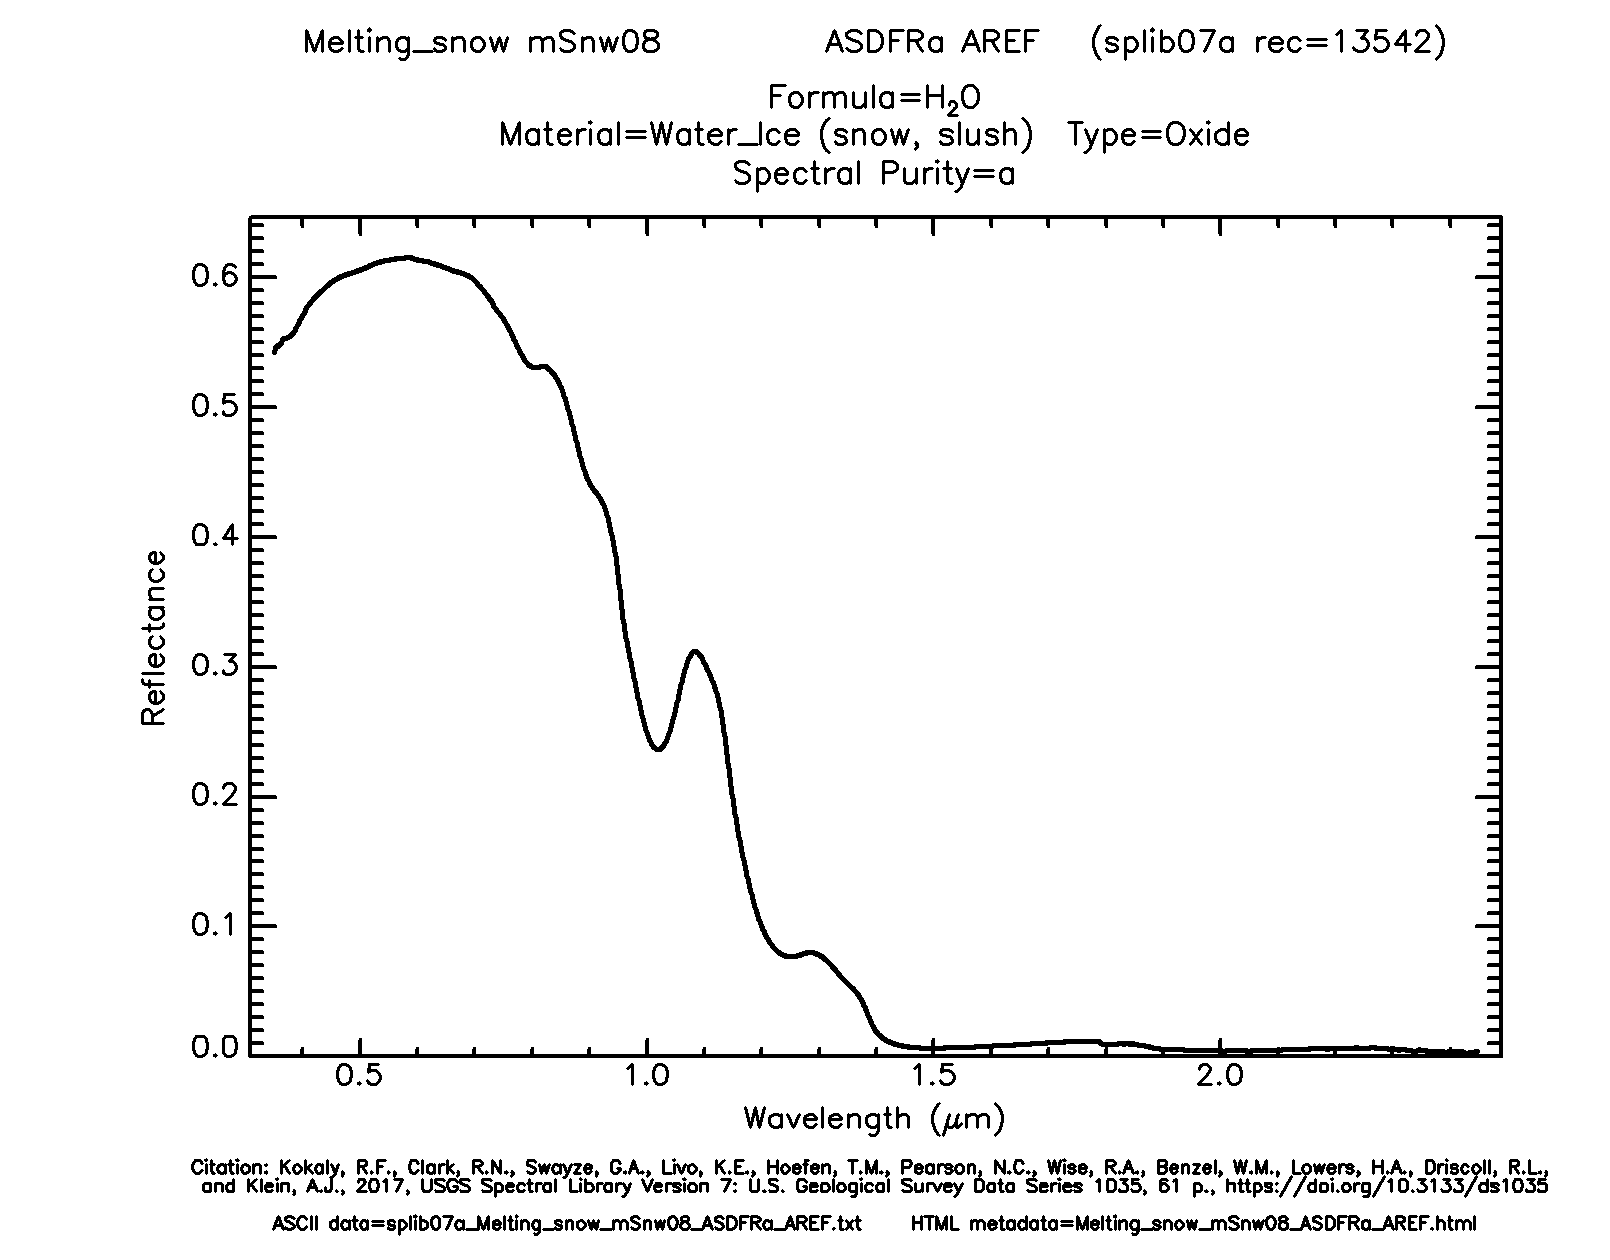 Melting_snow mSnw08 ASDFRa AREF (splib07a rec=13542)
Formula=H₂O
Material=Water_Ice (snow, slush) Type=Oxide
Spectral Purity=a
0.6
0.5
0.4
0.3
0.2
0.1
0.0
Reflectance
0.5 1.0 1.5 2.0
Wavelength (μm)
Citation: Kokaly, R.F., Clark, R.N., Swayze, G.A., Livo, K.E., Hoefen, T.M., Pearson, N.C., Wise, R.A., Benzel, W.M., Lowers, H.A., Driscoll, R.L.,
and Klein, A.J., 2017, USGS Spectral Library Version 7: U.S. Geological Survey Data Series 1035, 61 p., https://doi.org/10.3133/ds1035
ASCII data=splib07a_Melting_snow_mSnw08_ASDFRa_AREF.txt HTML metadata=Melting_snow_mSnw08_ASDFRa_AREF.html